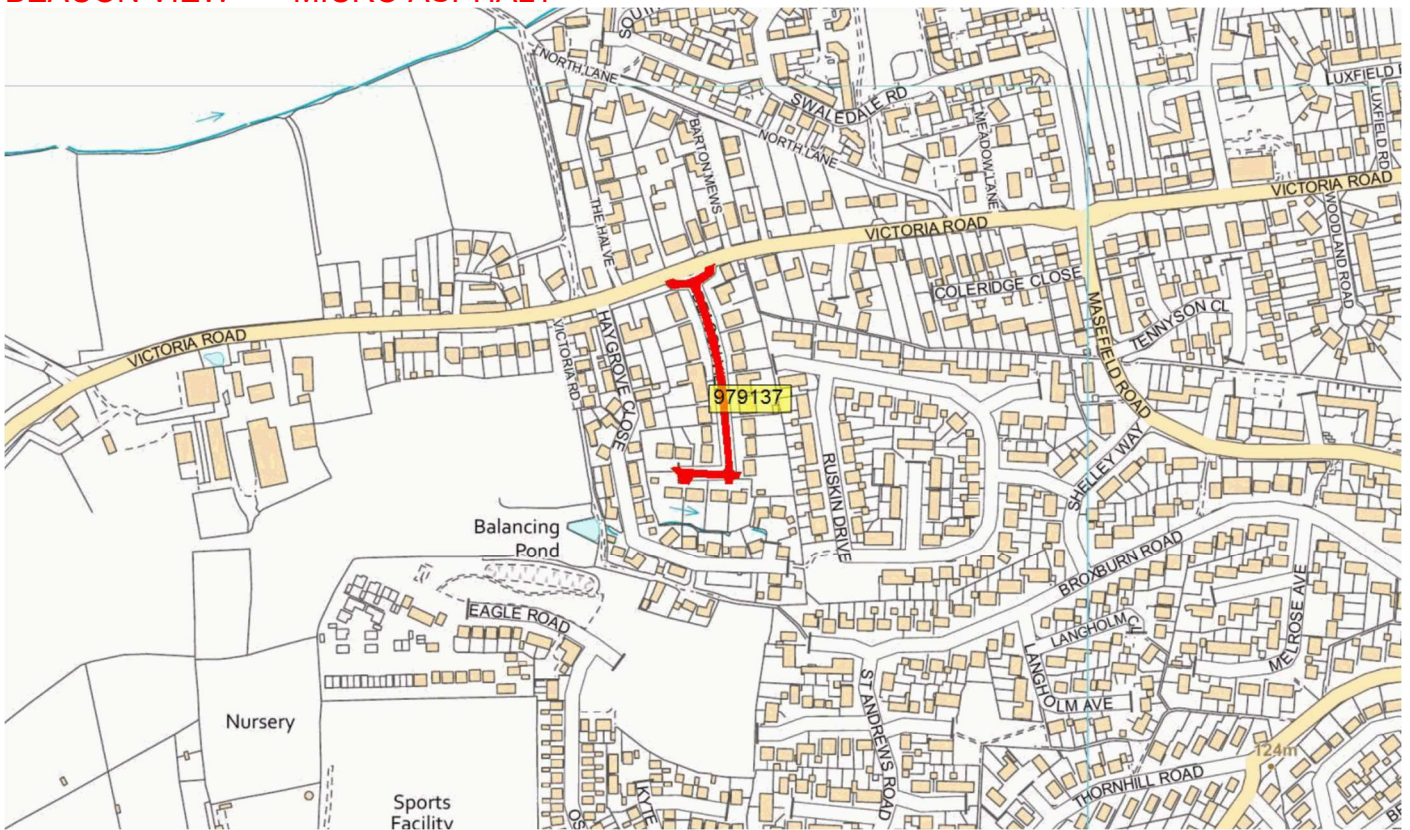 BEACON VIEW MICRO ASPHALT
NORTH LANE
SWALEDALE RD
LUXFIELD RD
NORTH LANE
BARTON MEWS
MEADOW LANE
THE HALVE
VICTORIA ROAD
VICTORIA ROAD
WOODLAND ROAD
COLERIDGE CLOSE
MASEFIELD ROAD
TENNYSON CL
VICTORIA ROAD
VICTORIA RD
HAYGROVE CLOSE
979137
RUSKIN DRIVE
SHELLEY WAY
Balancing
Pond
BROXBURN ROAD
EAGLE ROAD
LANGHOLM
MELROSE AVE
LANGHOLM AVE
ST ANDREWS ROAD
Nursery
124m
THORNHILL ROAD
Sports
Facility
KYTE